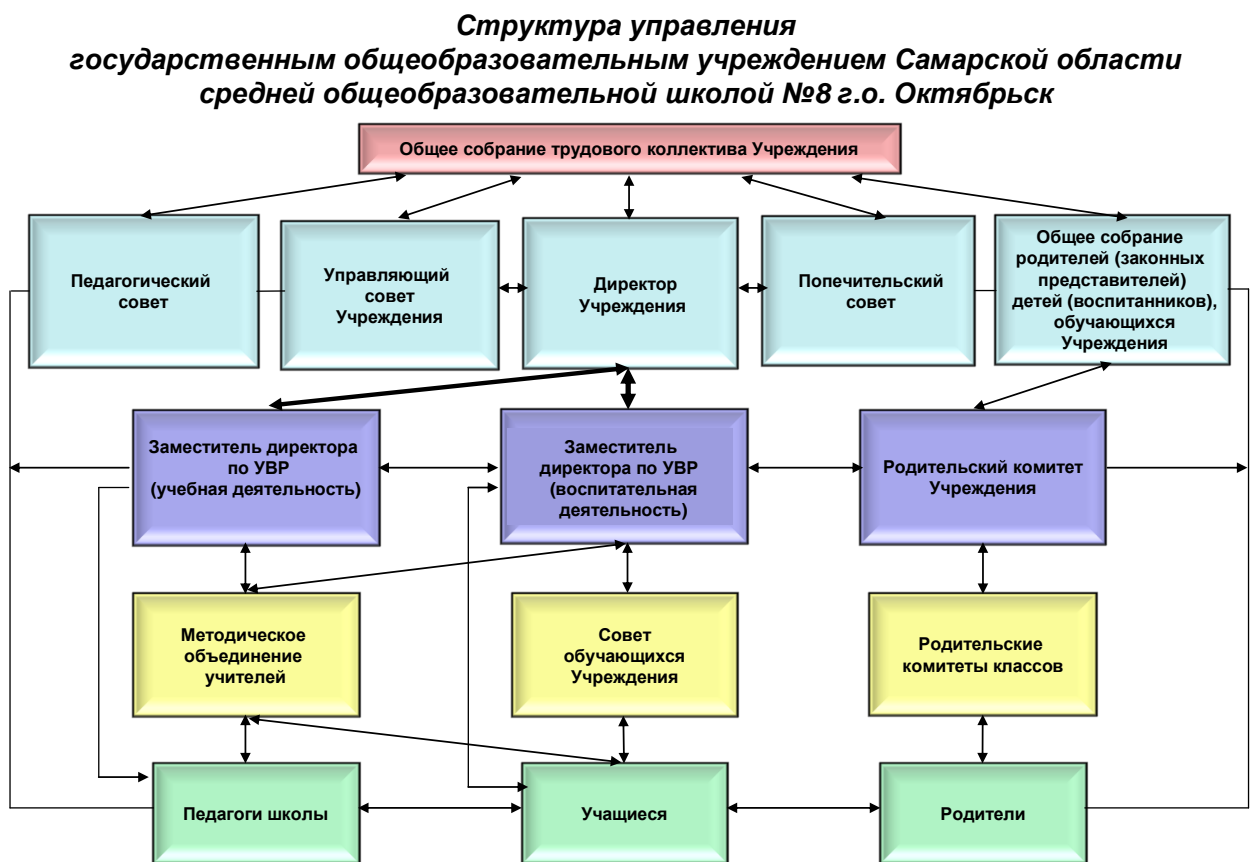 Структура управления
государственным общеобразовательным учреждением Самарской области
средней общеобразовательной школой №8 г.о. Октябрьск
Общее собрание трудового коллектива Учреждения
Педагогический
совет
Управляющий
совет
Учреждения
Директор
Учреждения
Попечительский
совет
Общее собрание
родителей (законных
представителей)
детей (воспитанников),
обучающихся
Учреждения
Заместитель директора
по УВР
(учебная деятельность)
Заместитель
директора по УВР
(воспитательная
деятельность)
Родительский комитет
Учреждения
Методическое
объединение
учителей
Совет
обучающихся
Учреждения
Родительские
комитеты классов
Педагоги школы
Учащиеся
Родители